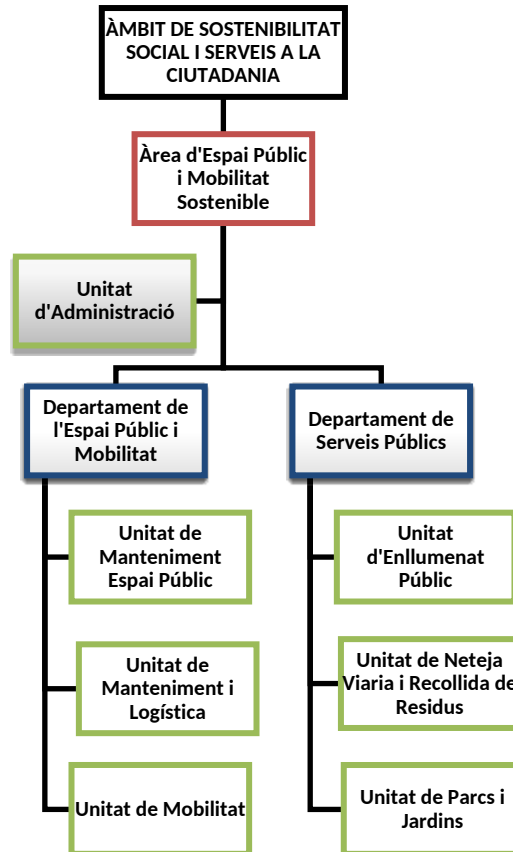 ÀMBIT DE SOSTENIBILITAT
SOCIAL I SERVEIS A LA
CIUTADANIA
Àrea d'Espai Públic
i Mobilitat
Sostenible
Unitat
d'Administració
Departament de
l'Espai Públic i
Mobilitat
Departament de
Serveis Públics
Unitat de
Manteniment
Espai Públic
Unitat
d'Enllumenat
Públic
Unitat de
Manteniment i
Logística
Unitat de Neteja
Viaria i Recollida de
Residus
Unitat de Mobilitat
Unitat de Parcs i
Jardins